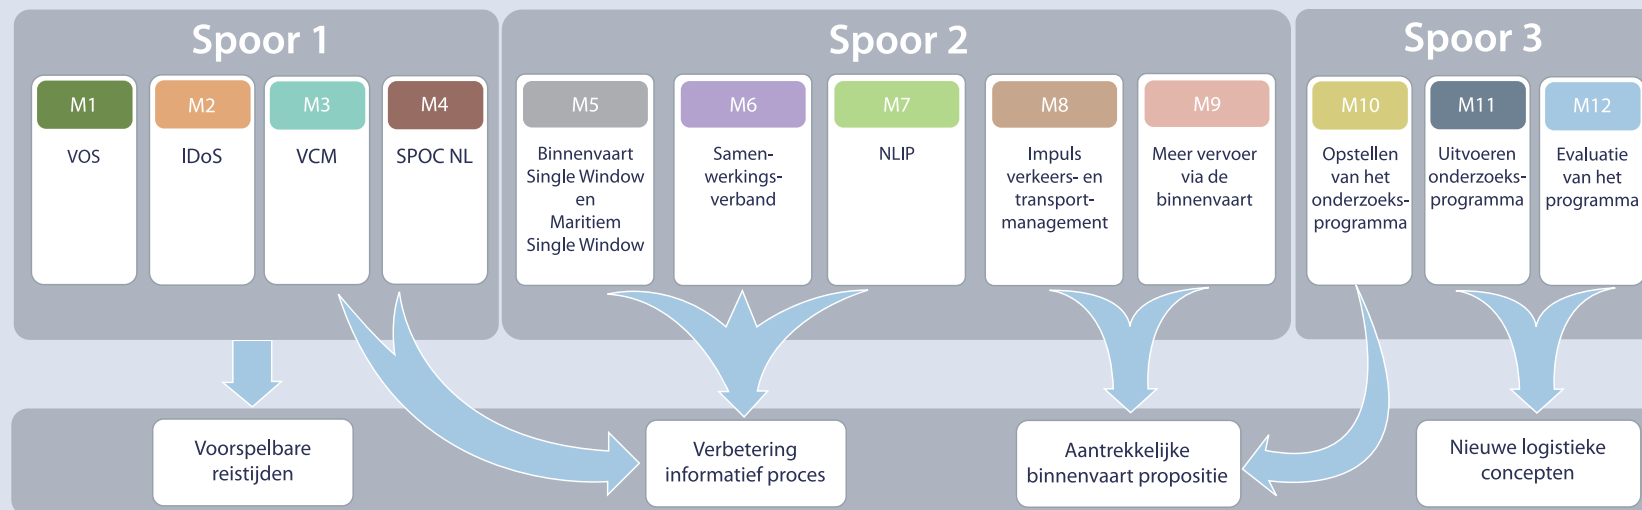 Spoor 1
M1
VOS
M2
IDoS
M3
VCM
M4
SPOC NL
Spoor 2
M5
Binnenvaart
Single Window
en
Maritiem
Single Window
M6
Samen-
werkings-
verband
M7
NLIP
M8
Impuls
verkeers- en
transport-
management
M9
Meer vervoer
via de
binnenvaart
Spoor 3
M10
Opstellen
van het
onderzoeks-
programma
M11
Uitvoeren
onderzoeks-
programma
M12
Evaluatie
van het
programma
Voorspelbare
reistijden
Verbetering
informatief proces
Aantrekkelijke
binnenvaart propositie
Nieuwe logistieke
concepten